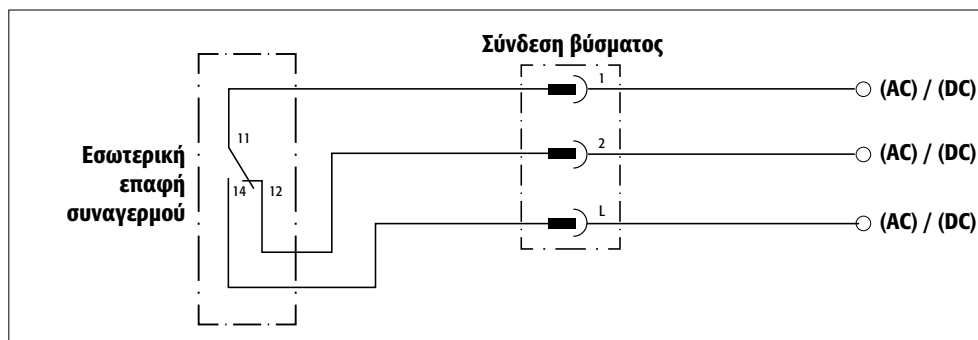 Σύνδεση βύσματος
1
(AC) / (DC)
11
2
(AC) / (DC)
Εσωτερική
επαφή
συναγερμού
14
12
L
(AC) / (DC)